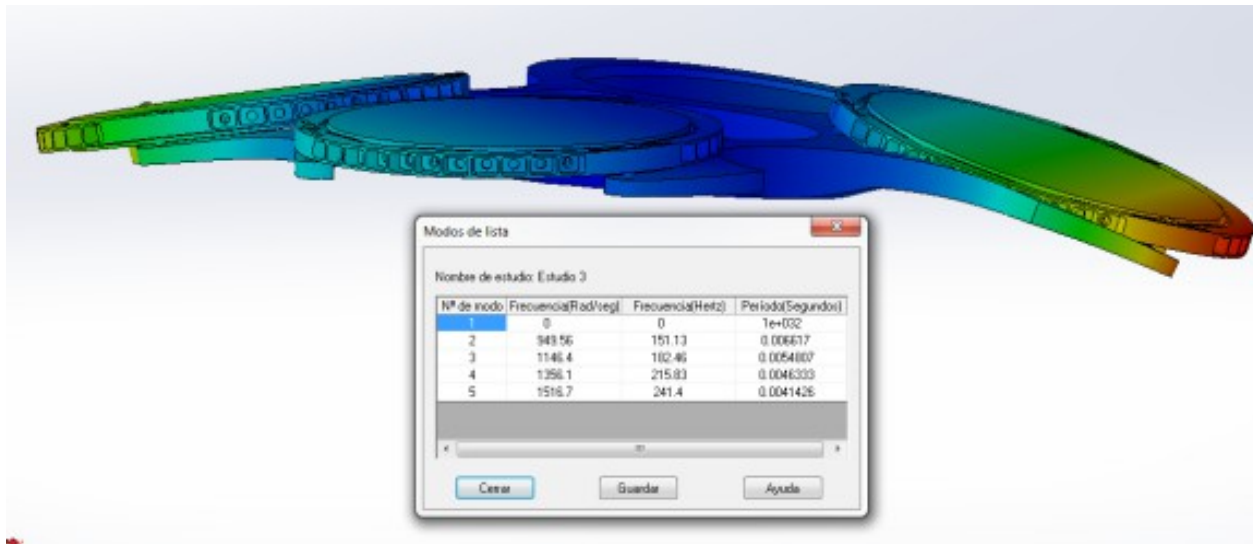 Modos de lista
Nombre de estudio: Estudio 3
Nº de modo Frecuencia(Rad/seg) Frecuencia(Hertz) Período(Segundos)
1 0 0 1e+032
2 949.56 151.13 0.006617
3 1146.4 182.46 0.0054807
4 1356.1 215.83 0.0046333
5 1516.7 241.4 0.0041426
Cerrar Guardar Ayuda